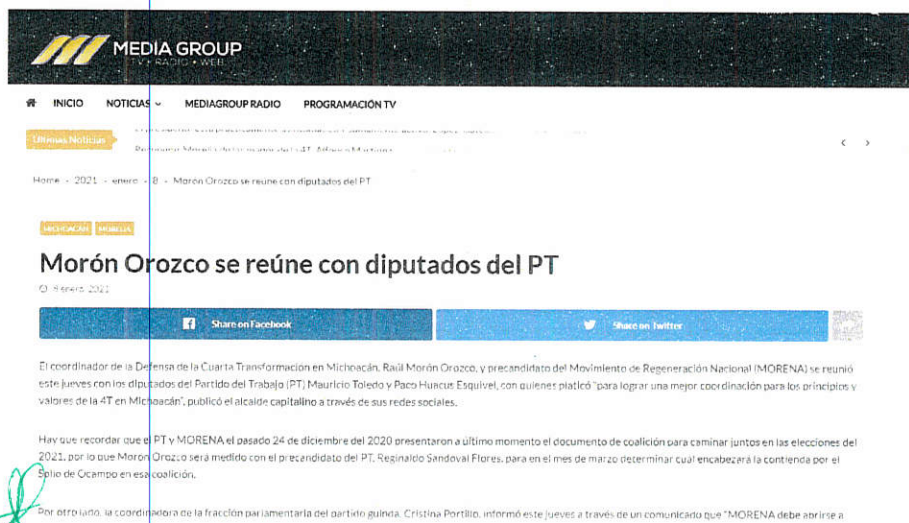 MEDIA GROUP
TV • RADIO • WEB
INICIO NOTICIAS MEDIAGROUP RADIO PROGRAMACIÓN TV
Últimas Noticias
Home - 2021 - enero - 8 - Morón Orozco se reúne con diputados del PT
MICHOACÁN MORELIA
Morón Orozco se reúne con diputados del PT
8 enero, 2021
Share on Facebook Share on Twitter
El coordinador de la Defensa de la Cuarta Transformación en Michoacán, Raúl Morón Orozco, y precandidato del Movimiento de Regeneración Nacional (MORENA) se reunió
este jueves con los diputados del Partido del Trabajo (PT) Mauricio Toledo y Paco Huacus Esquivel, con quienes platicó "para lograr una mejor coordinación para los principios y
valores de la 4T en Michoacán", publicó el alcalde capitalino a través de sus redes sociales.
Hay que recordar que el PT y MORENA el pasado 24 de diciembre del 2020 presentaron a último momento el documento de coalición para caminar juntos en las elecciones del
2021, por lo que Morón Orozco será medido con el precandidato del PT, Reginaldo Sandoval Flores, para en el mes de marzo determinar cuál encabezará la contienda por el
Solio de Ocampo en esa coalición.
Por otro lado, la coordinadora de la fracción parlamentaria del partido guinda, Cristina Portillo, informó este jueves a través de un comunicado que "MORENA debe abrirse a